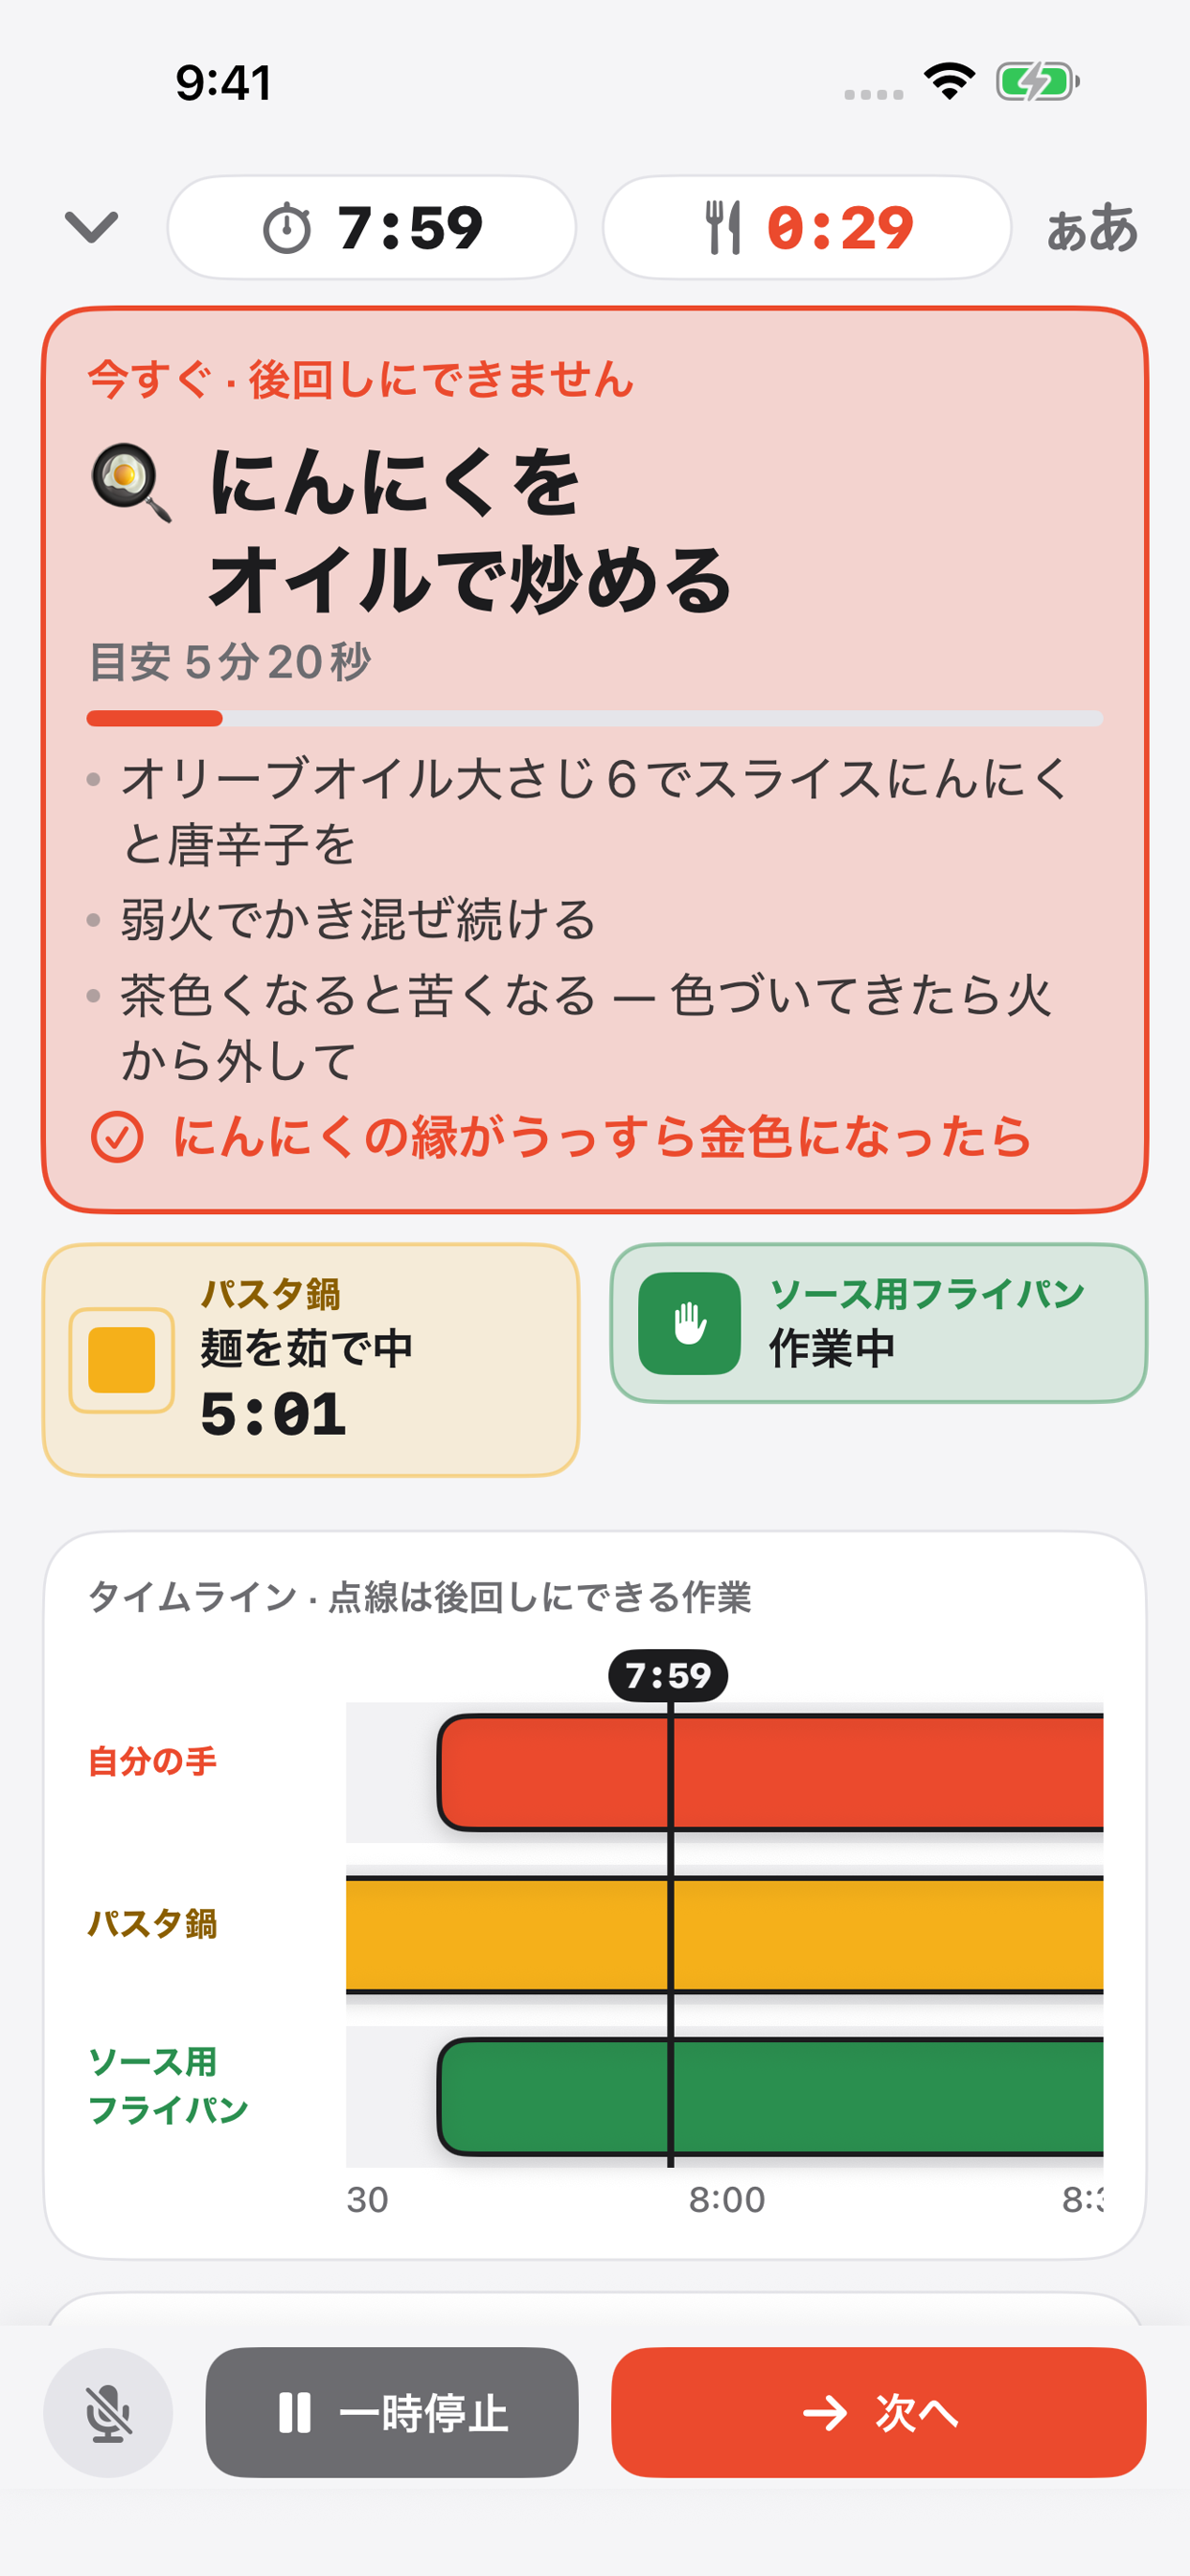 9:41
7:59
0:29
ぁあ
今すぐ · 後回しにできません
にんにくを
オイルで炒める
目安 5分20秒
オリーブオイル大さじ6でスライスにんにく
と唐辛子を
弱火でかき混ぜ続ける
茶色くなると苦くなる — 色づいてきたら火
から外して
にんにくの縁がうっすら金色になったら
パスタ鍋
麺を茹で中
5:01
ソース用フライパン
作業中
タイムライン · 点線は後回しにできる作業
7:59
自分の手
パスタ鍋
ソース用
フライパン
30
8:00
8:3
一時停止
次へ